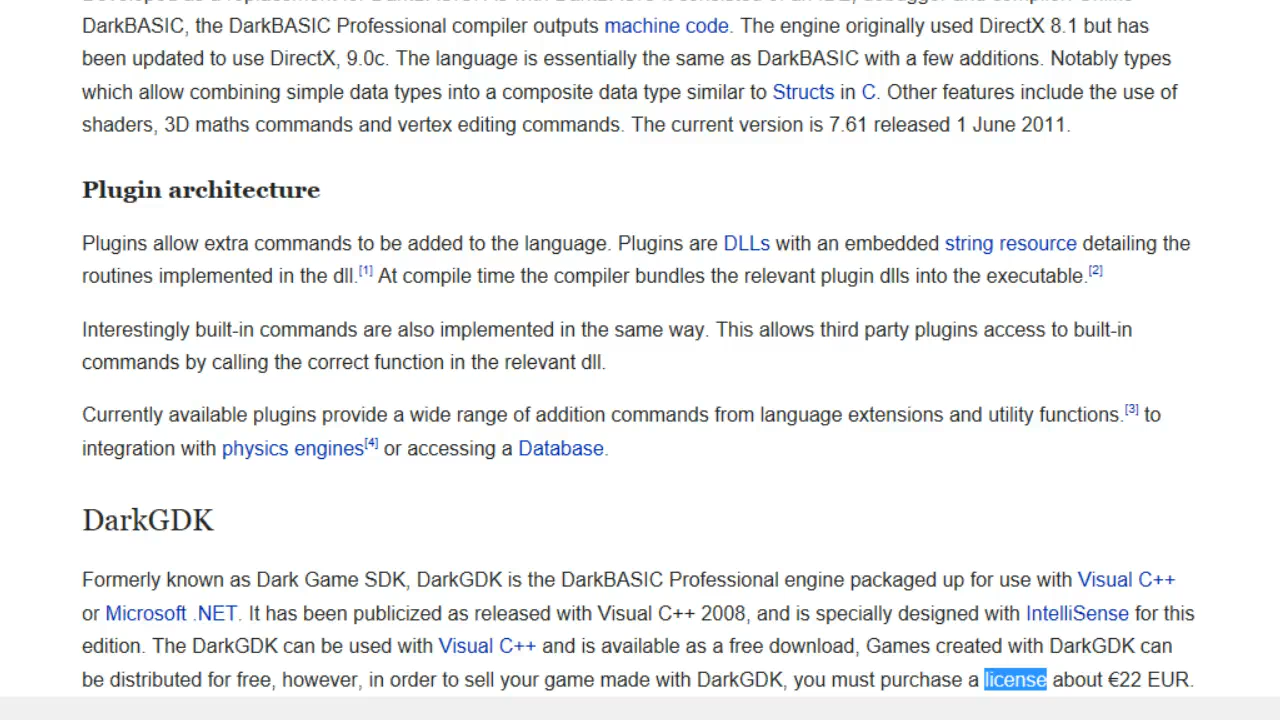 DarkBASIC, the DarkBASIC Professional compiler outputs machine code. The engine originally used DirectX 8.1 but has
been updated to use DirectX, 9.0c. The language is essentially the same as DarkBASIC with a few additions. Notably types
which allow combining simple data types into a composite data type similar to Structs in C. Other features include the use of
shaders, 3D maths commands and vertex editing commands. The current version is 7.61 released 1 June 2011.
Plugin architecture
Plugins allow extra commands to be added to the language. Plugins are DLLs with an embedded string resource detailing the
routines implemented in the dll.[1] At compile time the compiler bundles the relevant plugin dlls into the executable.[2]
Interestingly built-in commands are also implemented in the same way. This allows third party plugins access to built-in
commands by calling the correct function in the relevant dll.
Currently available plugins provide a wide range of addition commands from language extensions and utility functions.[3] to
integration with physics engines[4] or accessing a Database.
DarkGDK
Formerly known as Dark Game SDK, DarkGDK is the DarkBASIC Professional engine packaged up for use with Visual C++
or Microsoft .NET. It has been publicized as released with Visual C++ 2008, and is specially designed with IntelliSense for this
edition. The DarkGDK can be used with Visual C++ and is available as a free download, Games created with DarkGDK can
be distributed for free, however, in order to sell your game made with DarkGDK, you must purchase a license about €22 EUR.